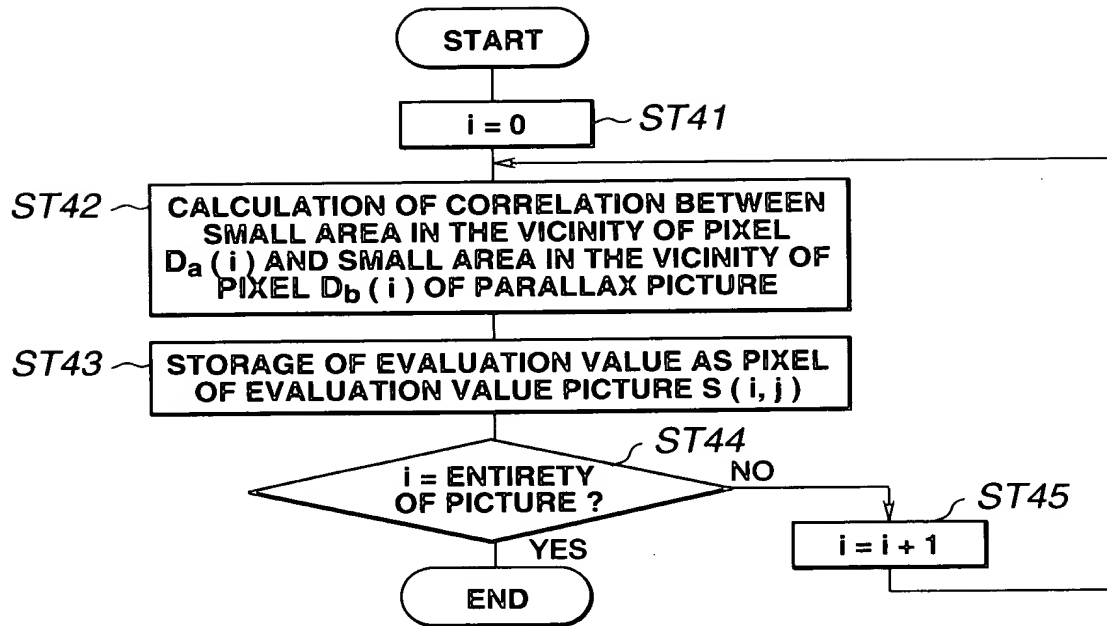 START
i = 0
ST41
ST42
CALCULATION OF CORRELATION BETWEEN
SMALL AREA IN THE VICINITY OF PIXEL
Da ( i ) AND SMALL AREA IN THE VICINITY OF
PIXEL Db ( i ) OF PARALLAX PICTURE
ST43
STORAGE OF EVALUATION VALUE AS PIXEL
OF EVALUATION VALUE PICTURE S ( i, j )
ST44
i = ENTIRETY
OF PICTURE ?
NO
ST45
i = i + 1
YES
END